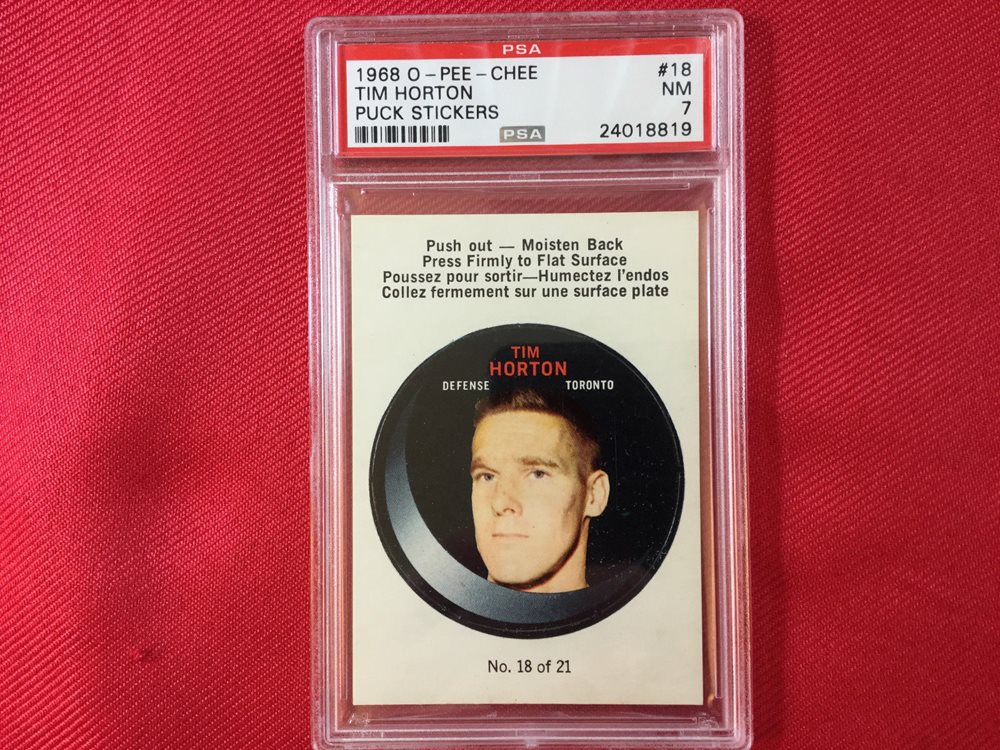 PSA
1968 O-PEE-CHEE #18
TIM HORTON NM
PUCK STICKERS 7
PSA 24018819
Push out — Moisten Back
Press Firmly to Flat Surface
Poussez pour sortir—Humectez l'endos
Collez fermement sur une surface plate
TIM
HORTON
DEFENSE TORONTO
No. 18 of 21